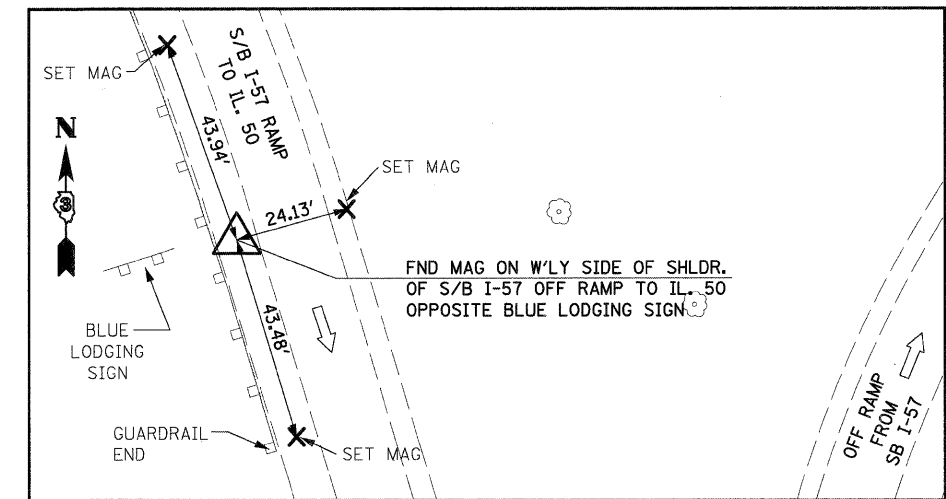 S/B I-57 RAMP
TO IL. 50
SET MAG
N
3
43.94'
SET MAG
24.13'
FND MAG ON W'LY SIDE OF SHLDR.
OF S/B I-57 OFF RAMP TO IL. 50
OPPOSITE BLUE LODGING SIGN
BLUE
LODGING
SIGN
43.48'
GUARDRAIL
END
SET MAG
OFF RAMP
FROM
SB I-57